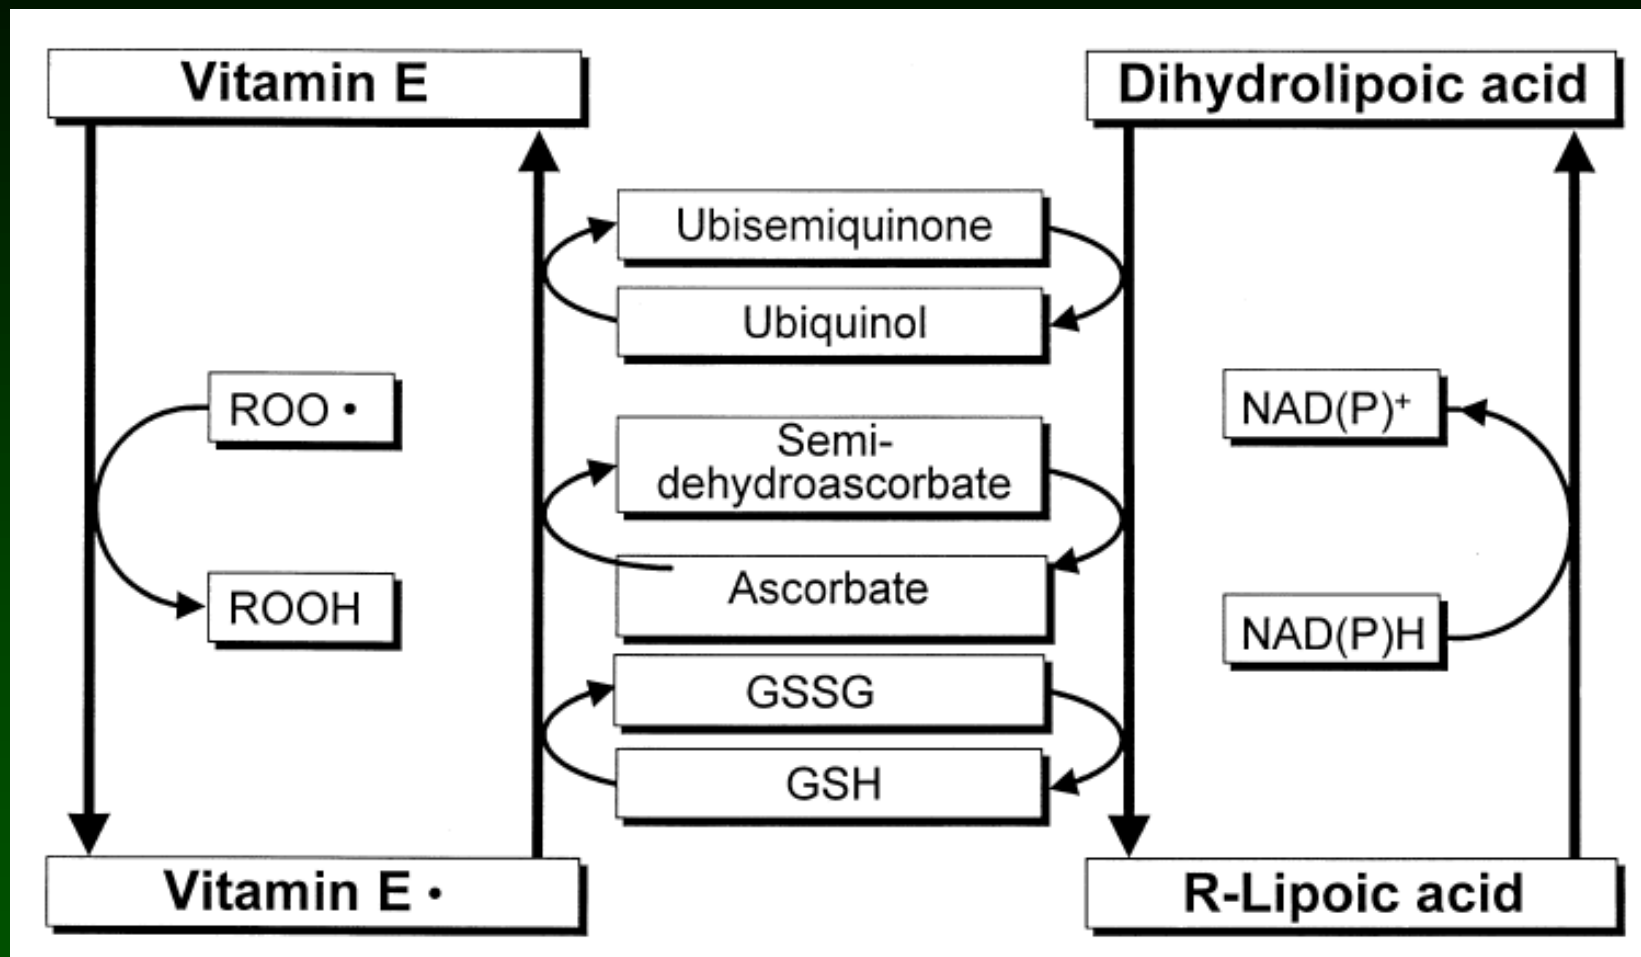 Vitamin E
Dihydrolipoic acid
Ubisemiquinone
Ubiquinol
ROO •
NAD(P)⁺
Semi-
dehydroascorbate
Ascorbate
ROOH
NAD(P)H
GSSG
GSH
Vitamin E •
R-Lipoic acid